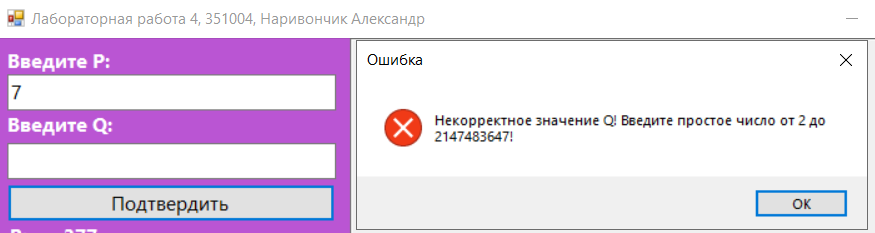 Лабораторная работа 4, 351004, Наривончик Александр
Введите P:
7
Введите Q:
Подтвердить
Ошибка
Некорректное значение Q! Введите простое число от 2 до
2147483647!
OK